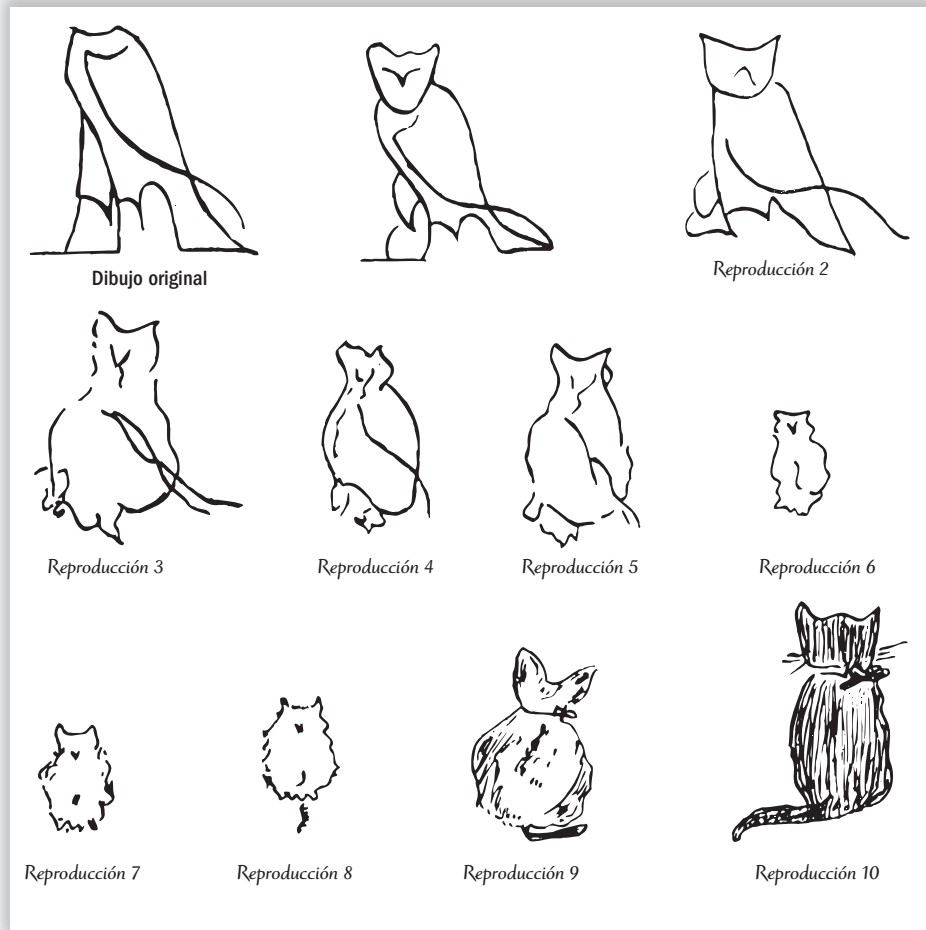 Dibujo original
Reproducción 2
Reproducción 3
Reproducción 4
Reproducción 5
Reproducción 6
Reproducción 7
Reproducción 8
Reproducción 9
Reproducción 10